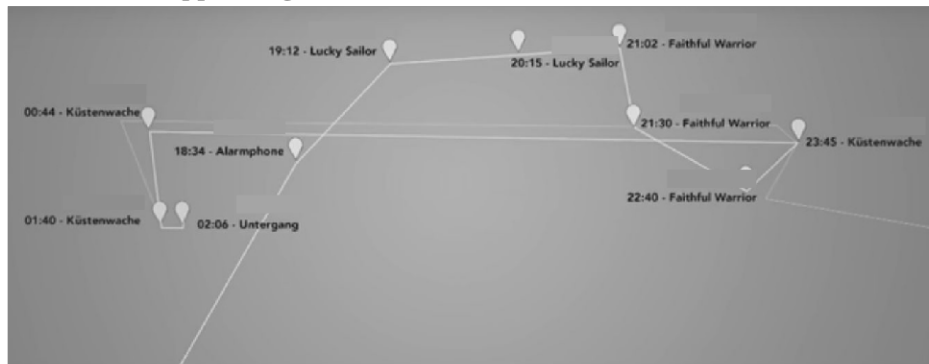 19:12 - Lucky Sailor
21:02 - Faithful Warrior
20:15 - Lucky Sailor
00:44 - Küstenwache
21:30 - Faithful Warrior
18:34 - Alarmphone
23:45 - Küstenwache
22:40 - Faithful Warrior
01:40 - Küstenwache
02:06 - Untergang